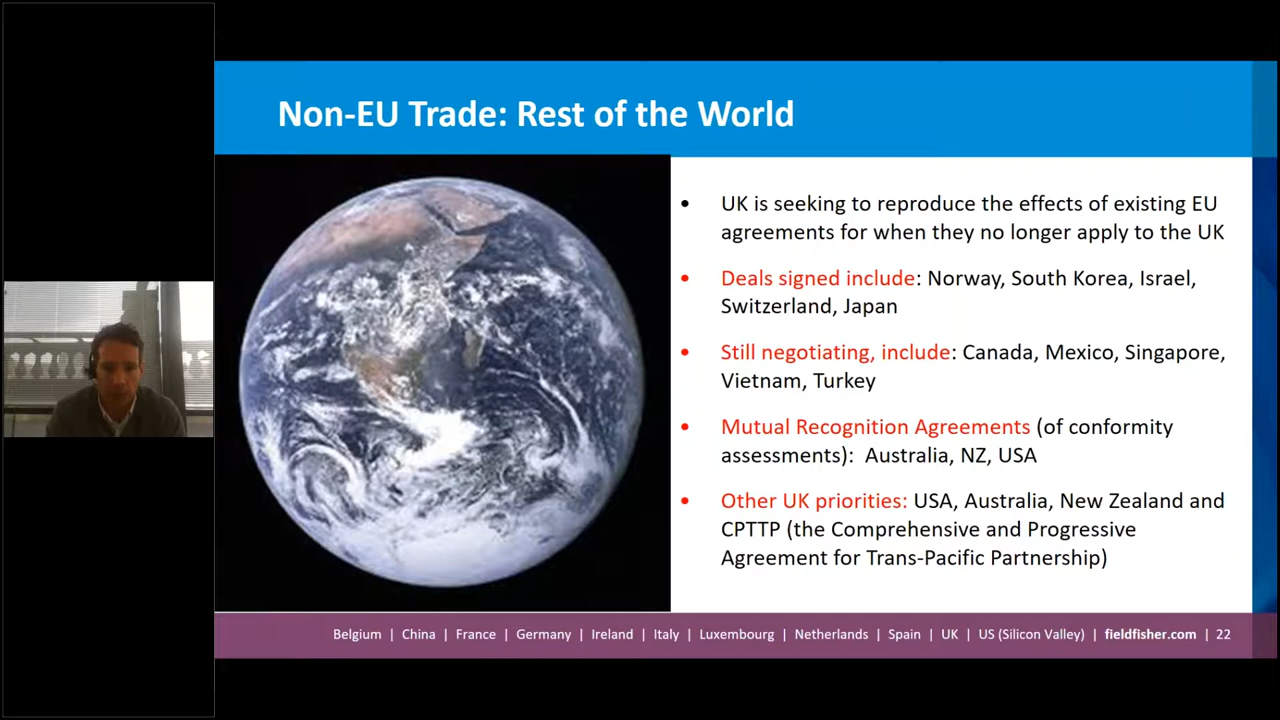 Non-EU Trade: Rest of the World
• UK is seeking to reproduce the effects of existing EU
agreements for when they no longer apply to the UK
• Deals signed include: Norway, South Korea, Israel,
Switzerland, Japan
• Still negotiating, include: Canada, Mexico, Singapore,
Vietnam, Turkey
• Mutual Recognition Agreements (of conformity
assessments): Australia, NZ, USA
• Other UK priorities: USA, Australia, New Zealand and
CPTTP (the Comprehensive and Progressive
Agreement for Trans-Pacific Partnership)
Belgium | China | France | Germany | Ireland | Italy | Luxembourg | Netherlands | Spain | UK | US (Silicon Valley) | fieldfisher.com | 22